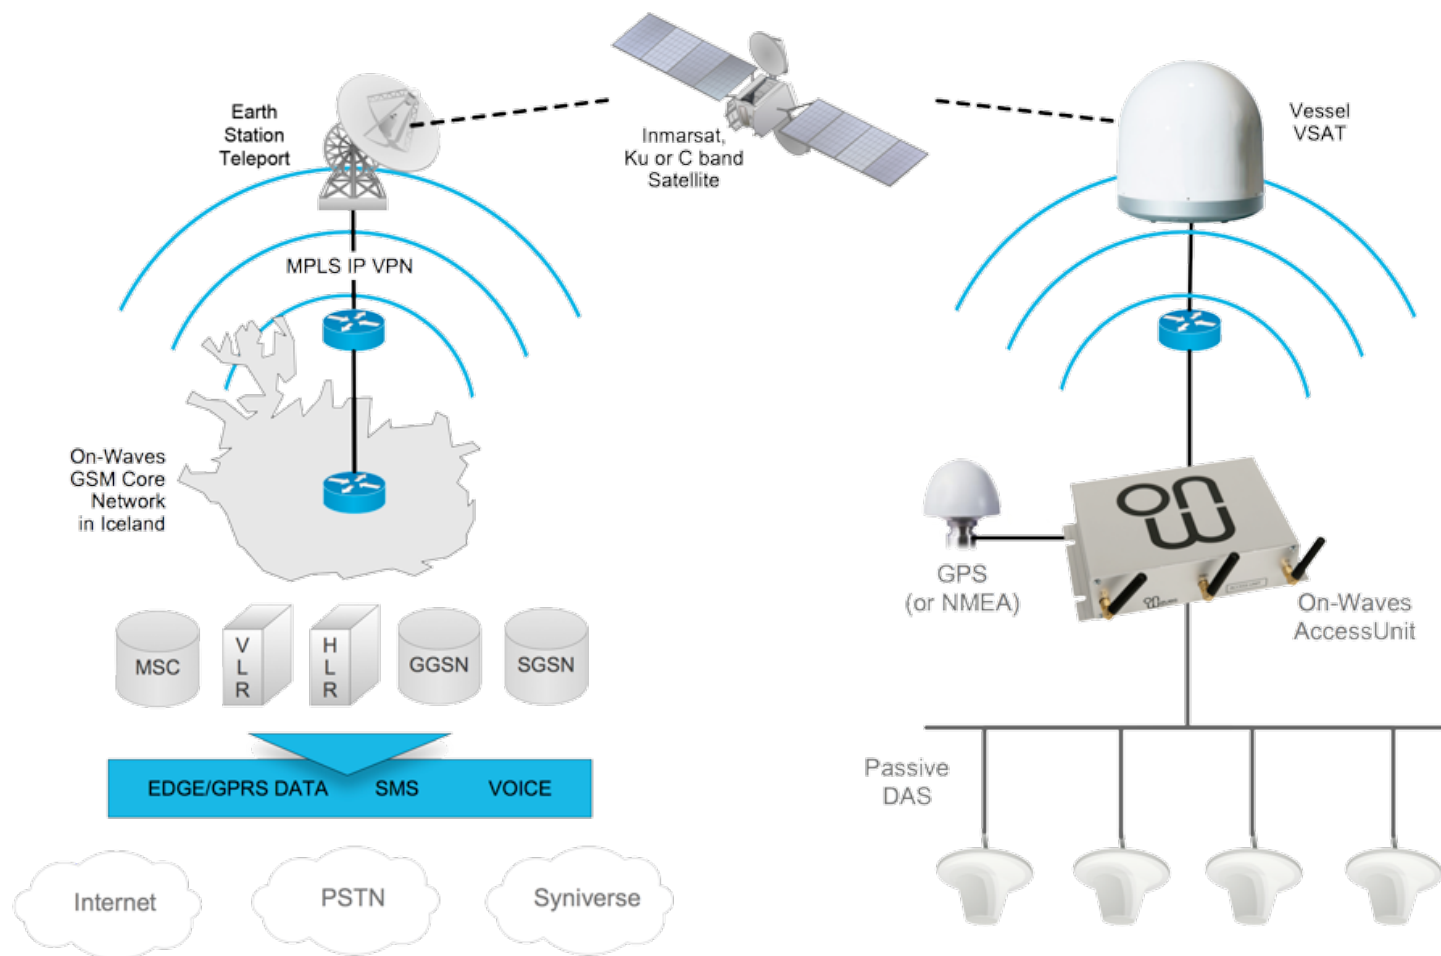 Earth
Station
Teleport
Inmarsat,
Ku or C band
Satellite
Vessel
VSAT
MPLS IP VPN
On-Waves
GSM Core
Network
in Iceland
GPS
(or NMEA)
On-Waves
AccessUnit
MSC
VLR
HLR
GGSN
SGSN
EDGE/GPRS DATA SMS VOICE
Passive
DAS
Internet
PSTN
Syniverse